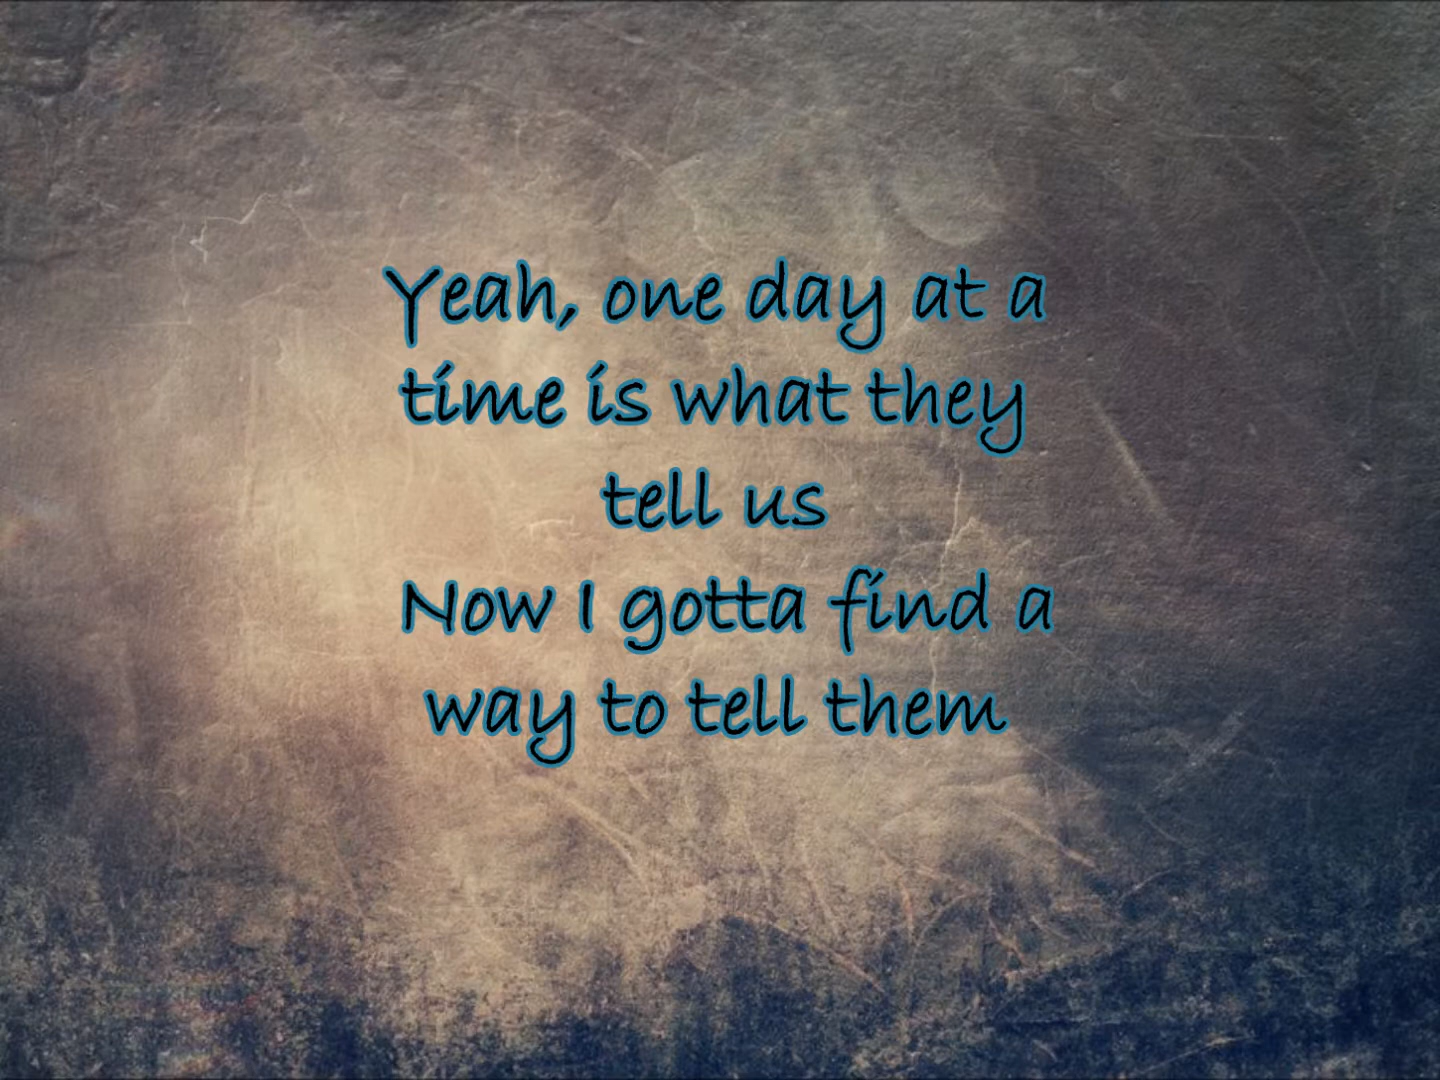 Yeah, one day at a
time is what they
tell us
Now I gotta find a
way to tell them